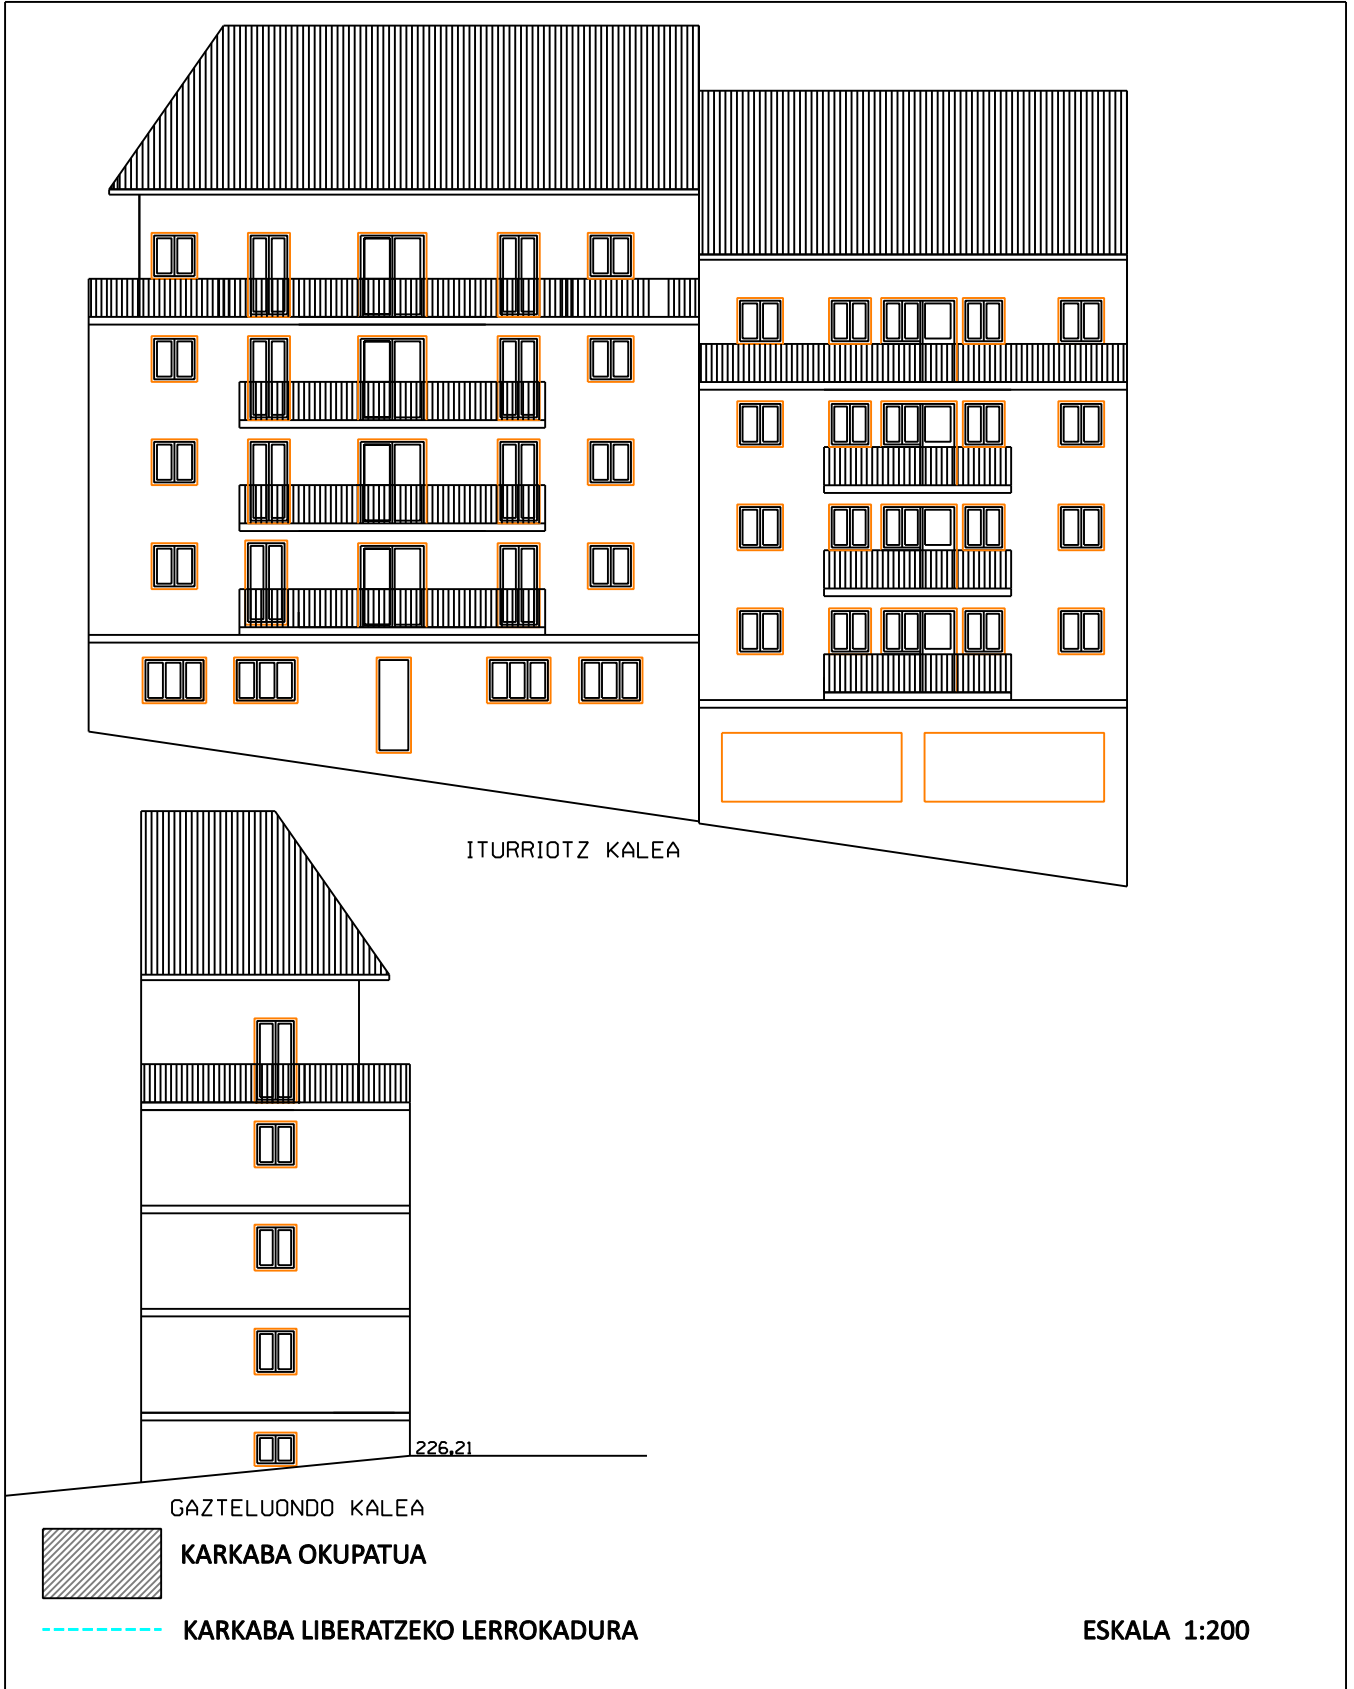 ITURRIOTZ KALEA
226,21
GAZTELUONDO KALEA
KARKABA OKUPATUA
KARKABA LIBERATZEKO LERROKADURA
ESKALA 1:200